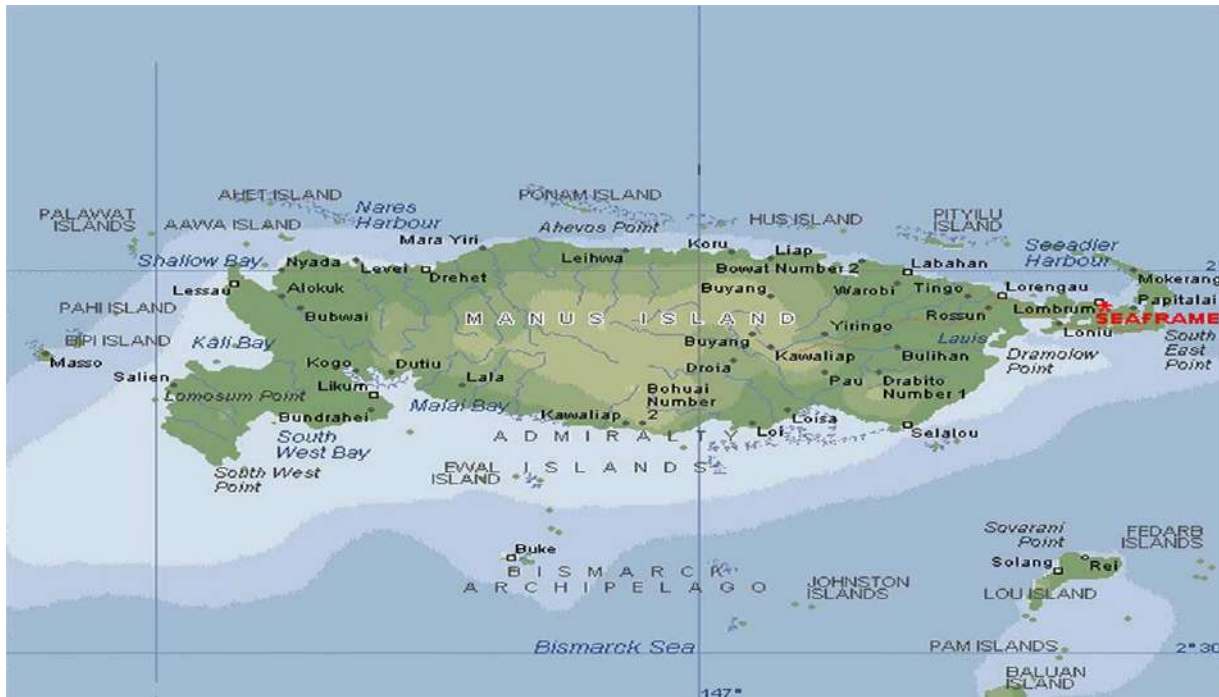 AHET ISLAND
PONAM ISLAND
PALAWAT
ISLANDS
AAWA ISLAND
Nares
Harbour
Ahevos Point
HUS ISLAND
PITYILU
ISLAND
Seeadler
Harbour
Mara Yiri
Koru
Liap
Shallow Bay
Nyada
Levei
Drehet
Leihwa
Bowat Number 2
Labahan
2°
Mokerang
Lessau
Alokuk
Buyang
Warobi
Tingo
Lorengau
PAHI ISLAND
Bubwai
MANUS ISLAND
Rossun
Lombrum
Papitalai
SEAFRAME
BIPI ISLAND
Kali Bay
Buyang
Yiringo
Lauis
Loniu
South
East
Point
Masso
Kogo
Dutiu
Droia
Kawaliap
Bulihan
Dramolow
Point
Salien
Lomosum Point
Likum
Lala
Bohuai
Number
2
Pau
Drabito
Number 1
Bundrahei
Malai Bay
Kawaliap
Loisa
South
West Bay
ADMIRALTY
ISLANDS
Loi
Selalou
South West
Point
EWAL
ISLAND
Buke
BISMARCK
ARCHIPELAGO
JOHNSTON
ISLANDS
Sovarani
Point
FEDARB
ISLANDS
Solang
Rei
LOU ISLAND
Bismarck Sea
PAM ISLANDS
2° 30
BALUAN
ISLAND
147°